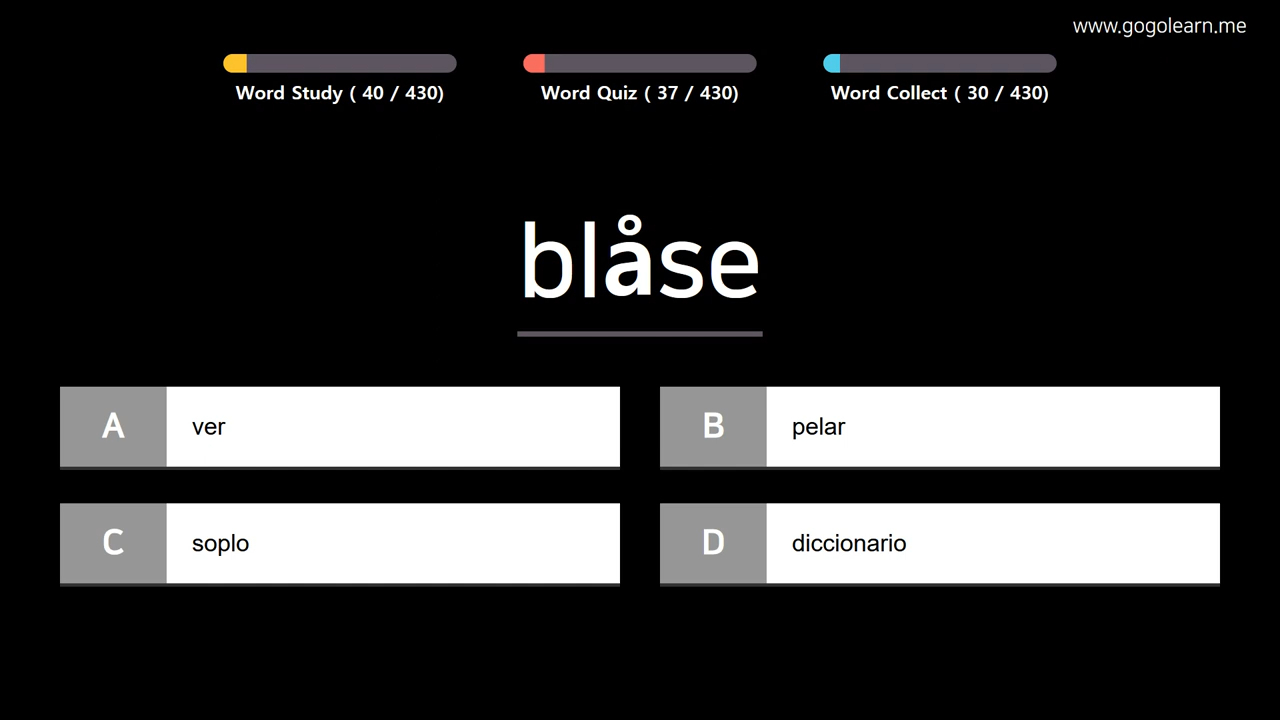 www.gogolearn.me
Word Study ( 40 / 430)
Word Quiz ( 37 / 430)
Word Collect ( 30 / 430)
blåse
A ver
B pelar
C soplo
D diccionario